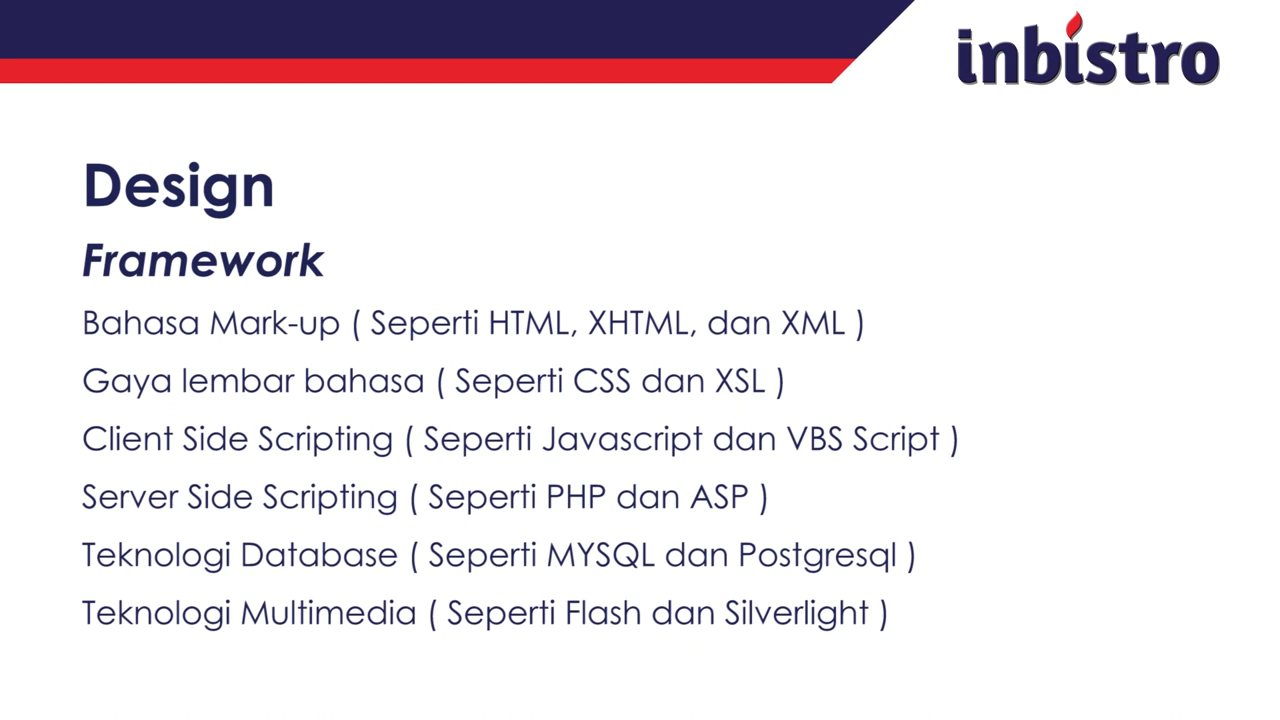 inbistro
Design
Framework
Bahasa Mark-up ( Seperti HTML, XHTML, dan XML )
Gaya lembar bahasa ( Seperti CSS dan XSL )
Client Side Scripting ( Seperti Javascript dan VBS Script )
Server Side Scripting ( Seperti PHP dan ASP )
Teknologi Database ( Seperti MYSQL dan Postgresql )
Teknologi Multimedia ( Seperti Flash dan Silverlight )